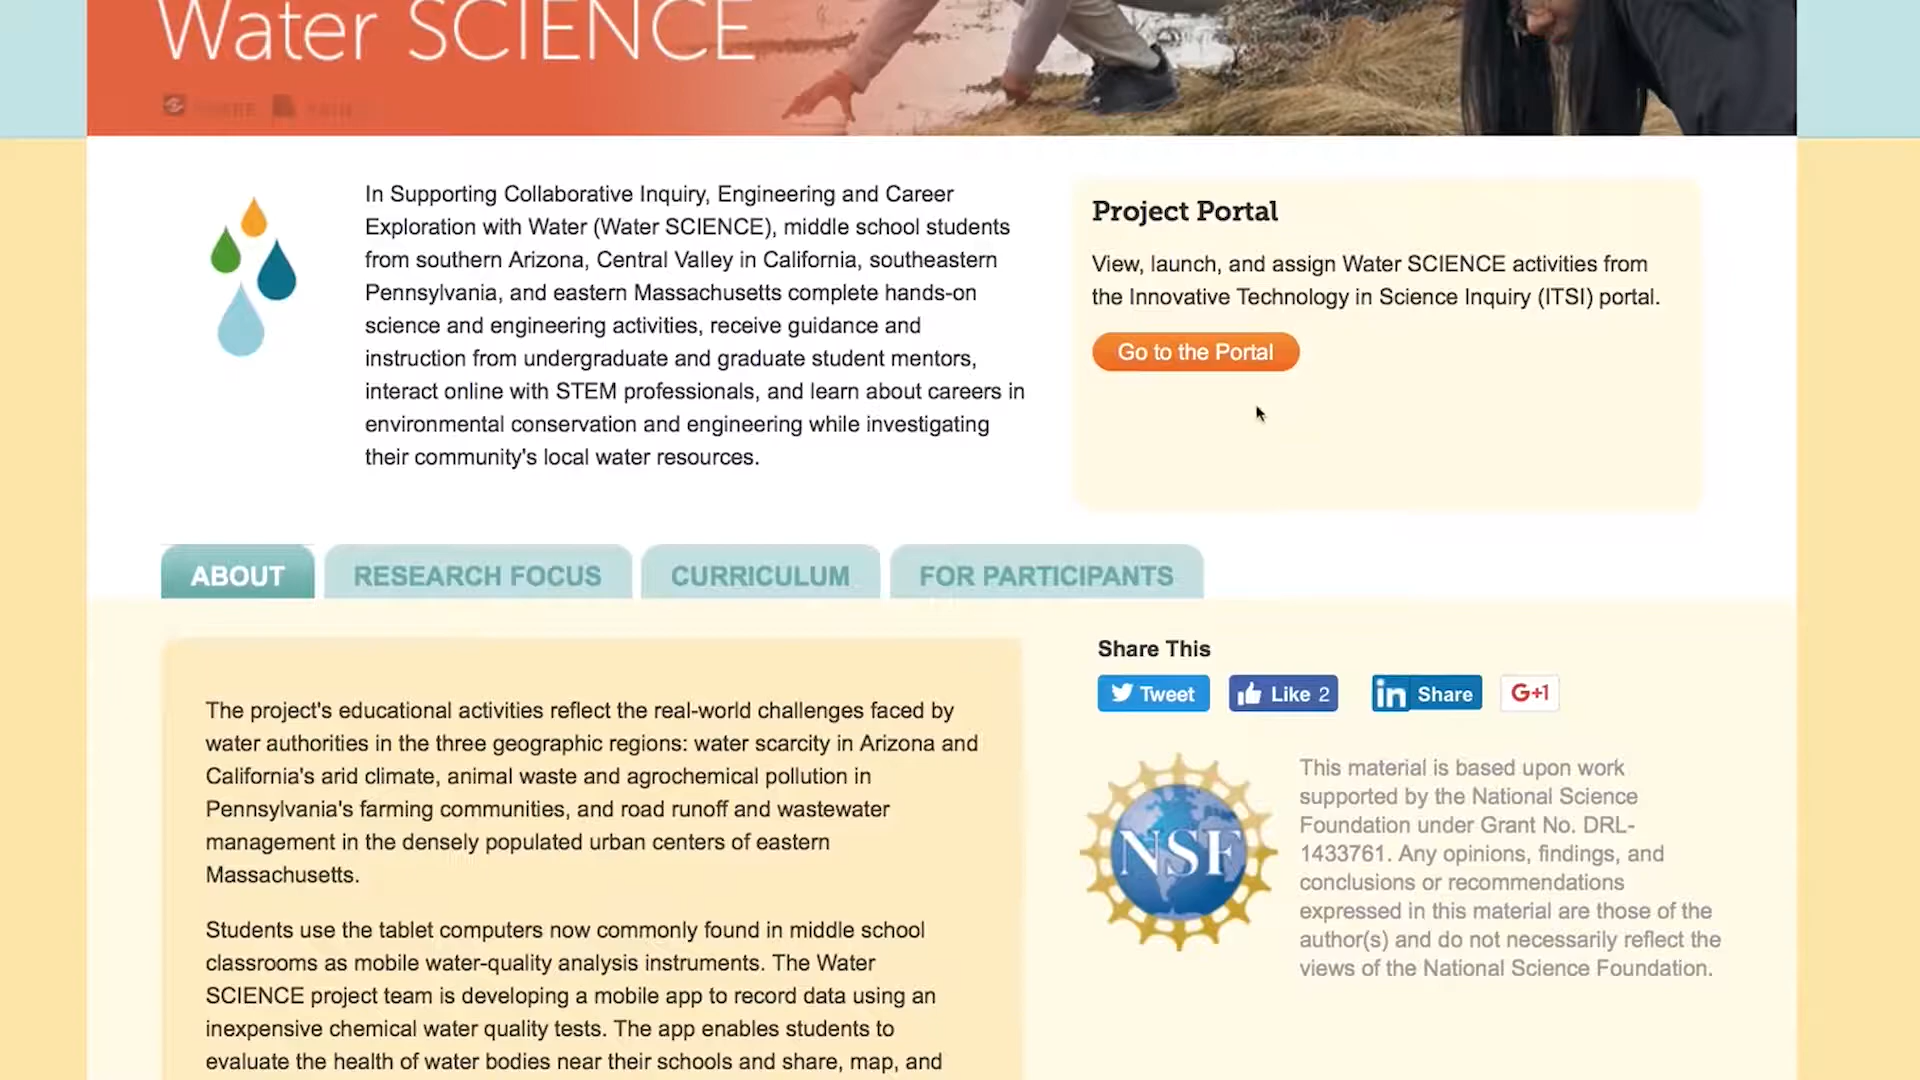 Water SCIENCE
In Supporting Collaborative Inquiry, Engineering and Career
Exploration with Water (Water SCIENCE), middle school students
from southern Arizona, Central Valley in California, southeastern
Pennsylvania, and eastern Massachusetts complete hands-on
science and engineering activities, receive guidance and
instruction from undergraduate and graduate student mentors,
interact online with STEM professionals, and learn about careers in
environmental conservation and engineering while investigating
their community's local water resources.
Project Portal
View, launch, and assign Water SCIENCE activities from
the Innovative Technology in Science Inquiry (ITSI) portal.
Go to the Portal
ABOUT
RESEARCH FOCUS
CURRICULUM
FOR PARTICIPANTS
The project's educational activities reflect the real-world challenges faced by
water authorities in the three geographic regions: water scarcity in Arizona and
California's arid climate, animal waste and agrochemical pollution in
Pennsylvania's farming communities, and road runoff and wastewater
management in the densely populated urban centers of eastern
Massachusetts.
Students use the tablet computers now commonly found in middle school
classrooms as mobile water-quality analysis instruments. The Water
SCIENCE project team is developing a mobile app to record data using an
inexpensive chemical water quality tests. The app enables students to
evaluate the health of water bodies near their schools and share, map, and
Share This
Tweet
Like 2
in Share
G+1
NSF
This material is based upon work
supported by the National Science
Foundation under Grant No. DRL-
1433761. Any opinions, findings, and
conclusions or recommendations
expressed in this material are those of the
author(s) and do not necessarily reflect the
views of the National Science Foundation.